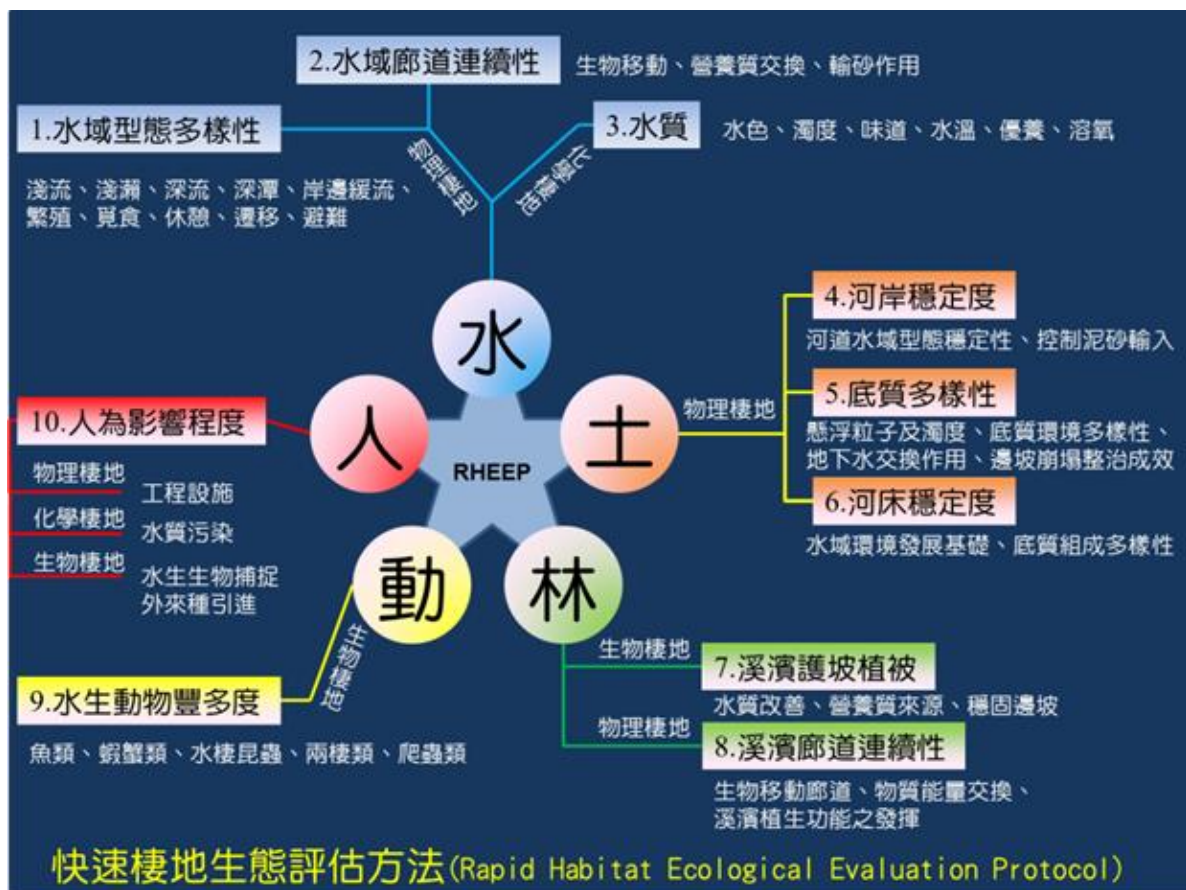 2.水域廊道連續性
生物移動、營養質交換、輸砂作用
1.水域型態多樣性
3.水質
水色、濁度、味道、水溫、優養、溶氧
物理棲地
化學棲地
淺流、淺瀨、深流、深潭、岸邊緩流、
繁殖、覓食、休憩、遷移、避難
水
4.河岸穩定度
河道水域型態穩定性、控制泥砂輸入
人
土
物理棲地
5.底質多樣性
懸浮粒子及濁度、底質環境多樣性、
地下水交換作用、邊坡崩塌整治成效
6.河床穩定度
水域環境發展基礎、底質組成多樣性
10.人為影響程度
物理棲地
工程設施
化學棲地
水質污染
生物棲地
水生生物捕捉
外來種引進
RHEEP
動
林
生物棲地
9.水生動物豐多度
魚類、蝦蟹類、水棲昆蟲、兩棲類、爬蟲類
生物棲地
7.溪濱護坡植被
水質改善、營養質來源、穩固邊坡
物理棲地
8.溪濱廊道連續性
生物移動廊道、物質能量交換、
溪濱植生功能之發揮
快速棲地生態評估方法(Rapid Habitat Ecological Evaluation Protocol)